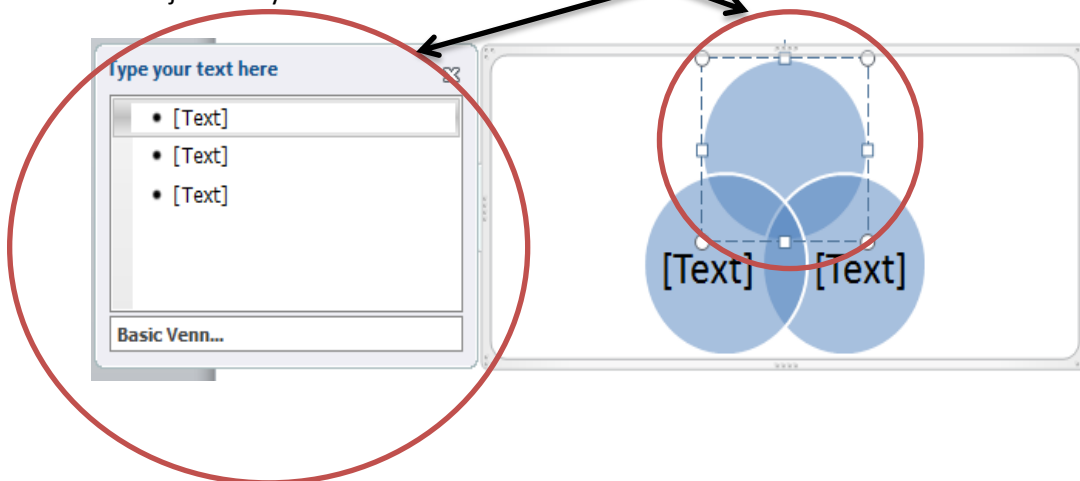 Type your text here
• [Text]
• [Text]
• [Text]
Basic Venn...
[Text] [Text]